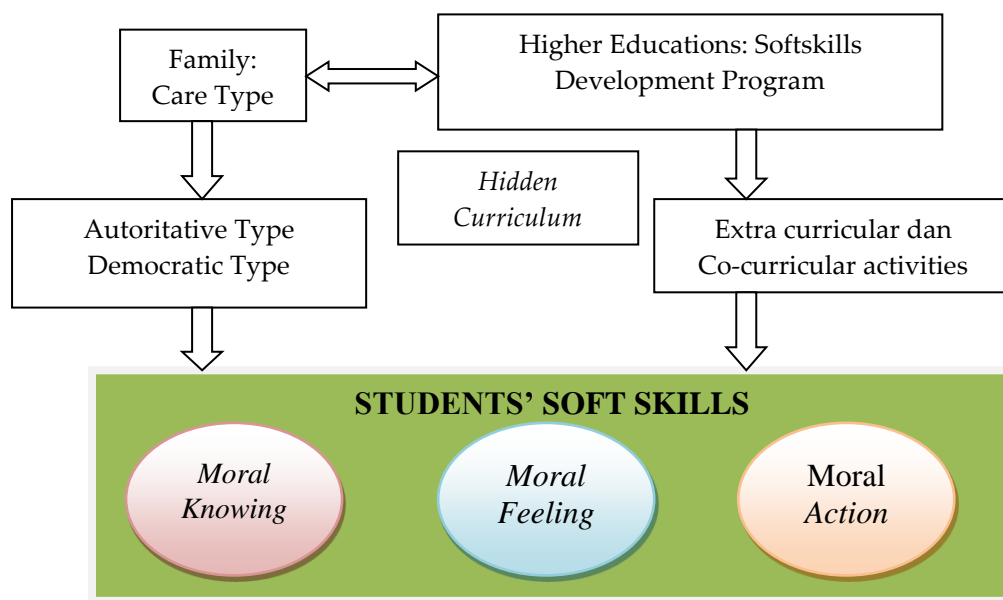 Family:
Care Type
Higher Educations: Softskills
Development Program
Hidden
Curriculum
Autoritative Type
Democratic Type
Extra curricular dan
Co-curricular activities
STUDENTS’ SOFT SKILLS
Moral
Knowing
Moral
Feeling
Moral
Action